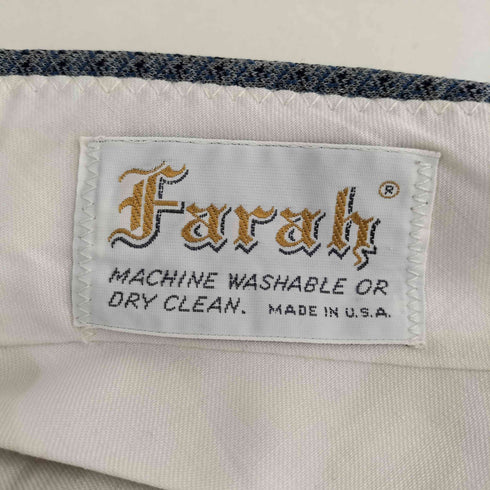 Farah ®
MACHINE WASHABLE OR
DRY CLEAN. MADE IN U.S.A.